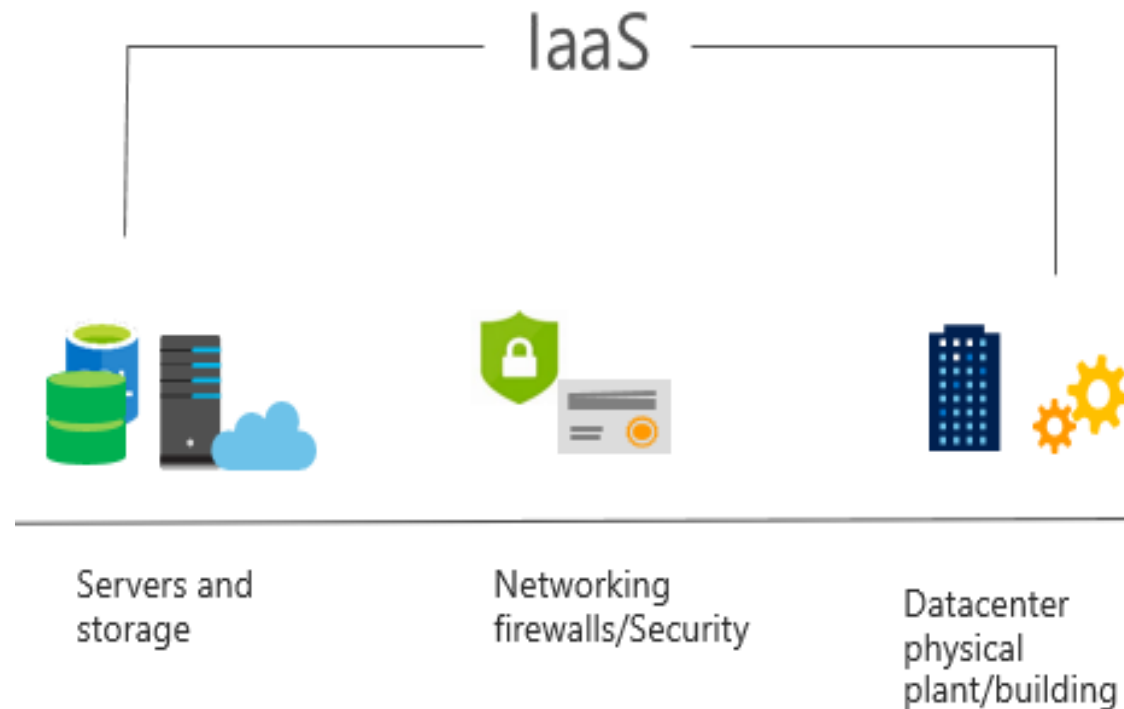 IaaS
Servers and
storage
Networking
firewalls/Security
Datacenter
physical
plant/building